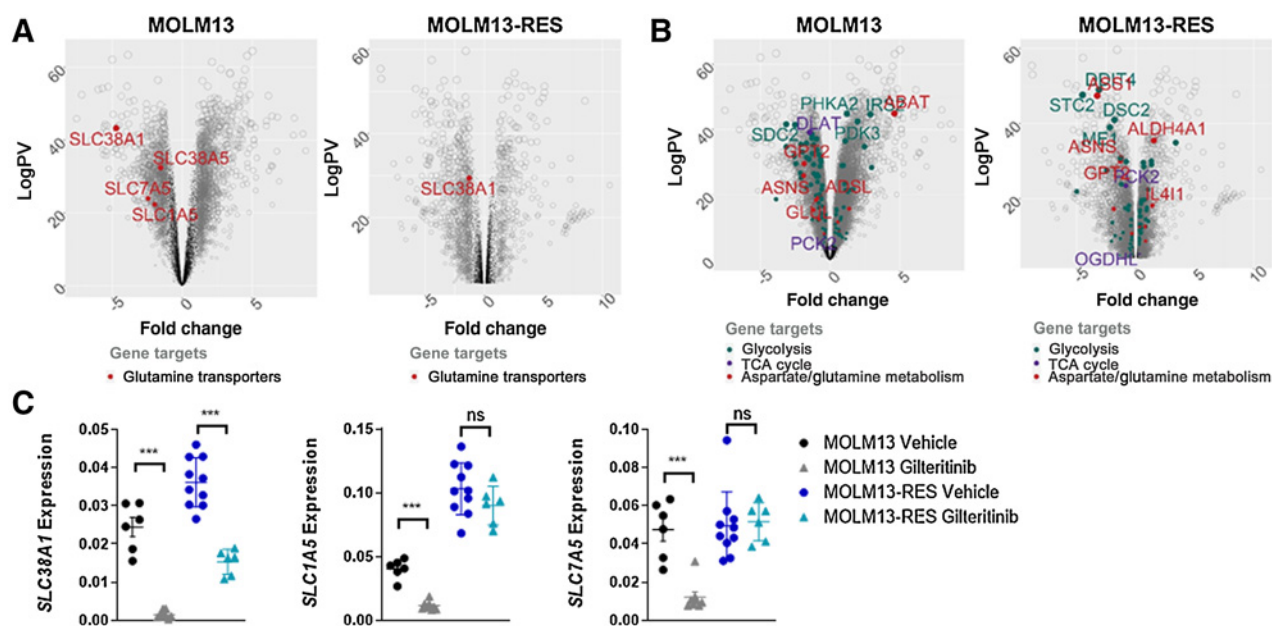 A
MOLM13
MOLM13-RES
LogPV
60
40
20
0
SLC38A1
SLC38A5
SLC7A5
SLC1A5
-5
0
5
Fold change
Gene targets
Glutamine transporters
LogPV
60
40
20
SLC38A1
-5
0
5
10
Fold change
Gene targets
Glutamine transporters
B
MOLM13
MOLM13-RES
LogPV
60
40
20
0
PHKA2
ABAT
DLAT
SDC2
PDK3
GPT2
ASNS
ADSL
PCK2
-5
0
5
Fold change
Gene targets
Glycolysis
TCA cycle
Aspartate/glutamine metabolism
LogPV
60
40
20
DDIT4
ASS1
STC2
DSC2
ME1
ALDH4A1
ASNS
GPT2
PCK2
IL4I1
OGDHL
-5
0
5
10
Fold change
Gene targets
Glycolysis
TCA cycle
Aspartate/glutamine metabolism
C
SLC38A1 Expression
0.05
0.04
0.03
0.02
0.01
0.00
***
***
SLC1A5 Expression
0.15
0.10
0.05
0.00
***
ns
SLC7A5 Expression
0.10
0.08
0.06
0.04
0.02
0.00
***
ns
MOLM13 Vehicle
MOLM13 Gilteritinib
MOLM13-RES Vehicle
MOLM13-RES Gilteritinib